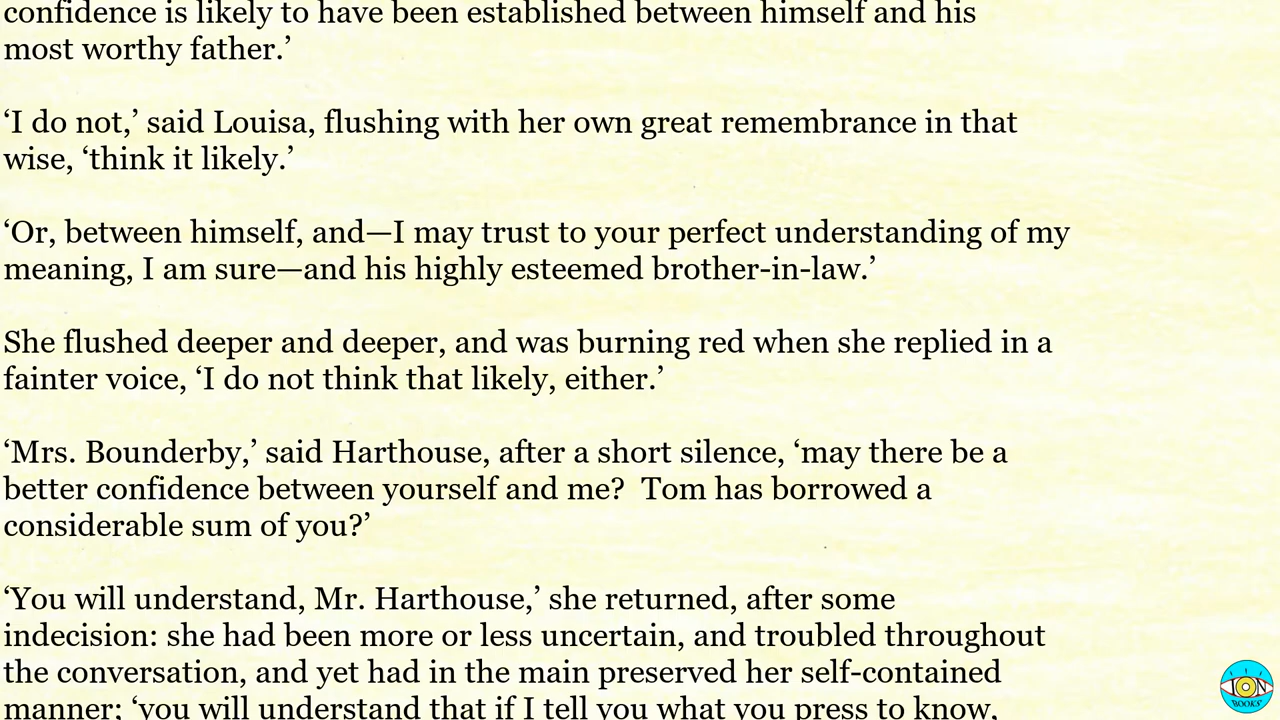 confidence is likely to have been established between himself and his
most worthy father.’
‘I do not,’ said Louisa, flushing with her own great remembrance in that
wise, ‘think it likely.’
‘Or, between himself, and—I may trust to your perfect understanding of my
meaning, I am sure—and his highly esteemed brother-in-law.’
She flushed deeper and deeper, and was burning red when she replied in a
fainter voice, ‘I do not think that likely, either.’
‘Mrs. Bounderby,’ said Harthouse, after a short silence, ‘may there be a
better confidence between yourself and me?  Tom has borrowed a
considerable sum of you?’
‘You will understand, Mr. Harthouse,’ she returned, after some
indecision: she had been more or less uncertain, and troubled throughout
the conversation, and yet had in the main preserved her self-contained
manner; ‘you will understand that if I tell you what you press to know,
ION
BOOKS